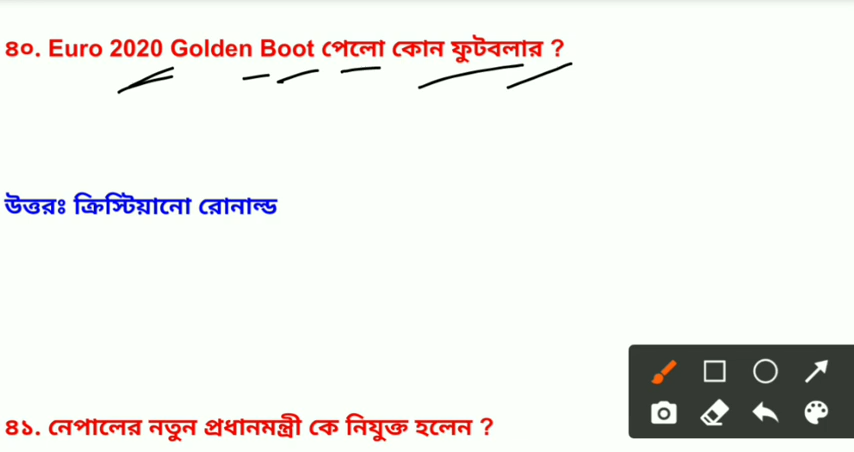 ৪০. Euro 2020 Golden Boot পেলো কোন ফুটবলার ?
উত্তরঃ ক্রিস্টিয়ানো রোনাল্ড
৪১. নেপালের নতুন প্রধানমন্ত্রী কে নিযুক্ত হলেন ?